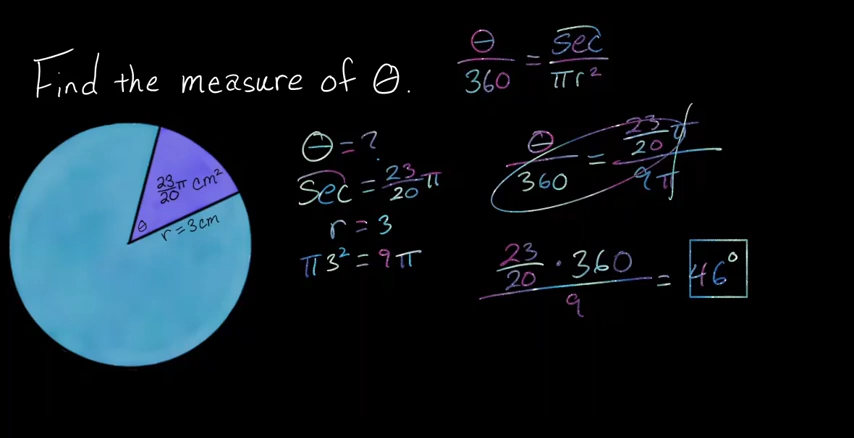 Find the measure of θ.
θ/360 = sec/πr²
23/20 π cm²
θ
r = 3cm
θ = ?
sec = 23/20 π
r = 3
π3² = 9π
θ/360 = 23/20 π/9π
23/20 · 360/9 = 46°